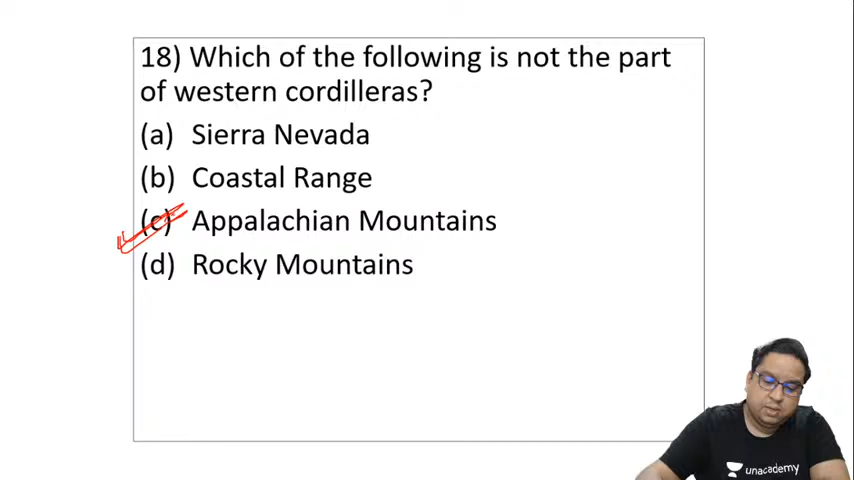 18) Which of the following is not the part
of western cordilleras?
(a) Sierra Nevada
(b) Coastal Range
(c) Appalachian Mountains
(d) Rocky Mountains
unacademy